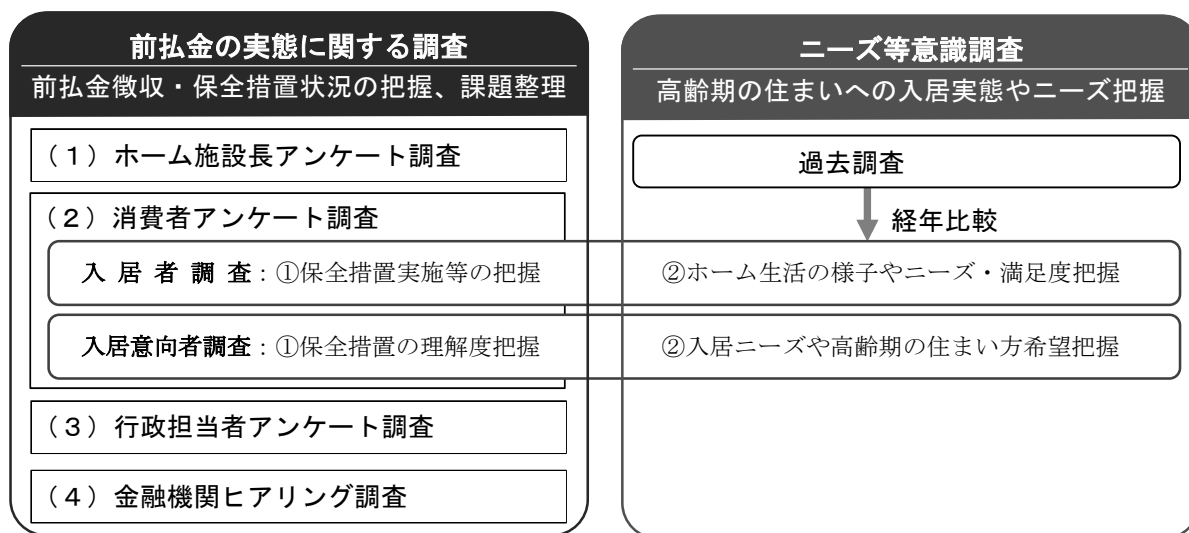 前払金の実態に関する調査
前払金徴収・保全措置状況の把握、課題整理
(1)ホーム施設長アンケート調査
(2)消費者アンケート調査
入居者調査:①保全措置実施等の把握
入居意向者調査:①保全措置の理解度把握
(3)行政担当者アンケート調査
(4)金融機関ヒアリング調査
ニーズ等意識調査
高齢期の住まいへの入居実態やニーズ把握
過去調査
経年比較
②ホーム生活の様子やニーズ・満足度把握
②入居ニーズや高齢期の住まい方希望把握